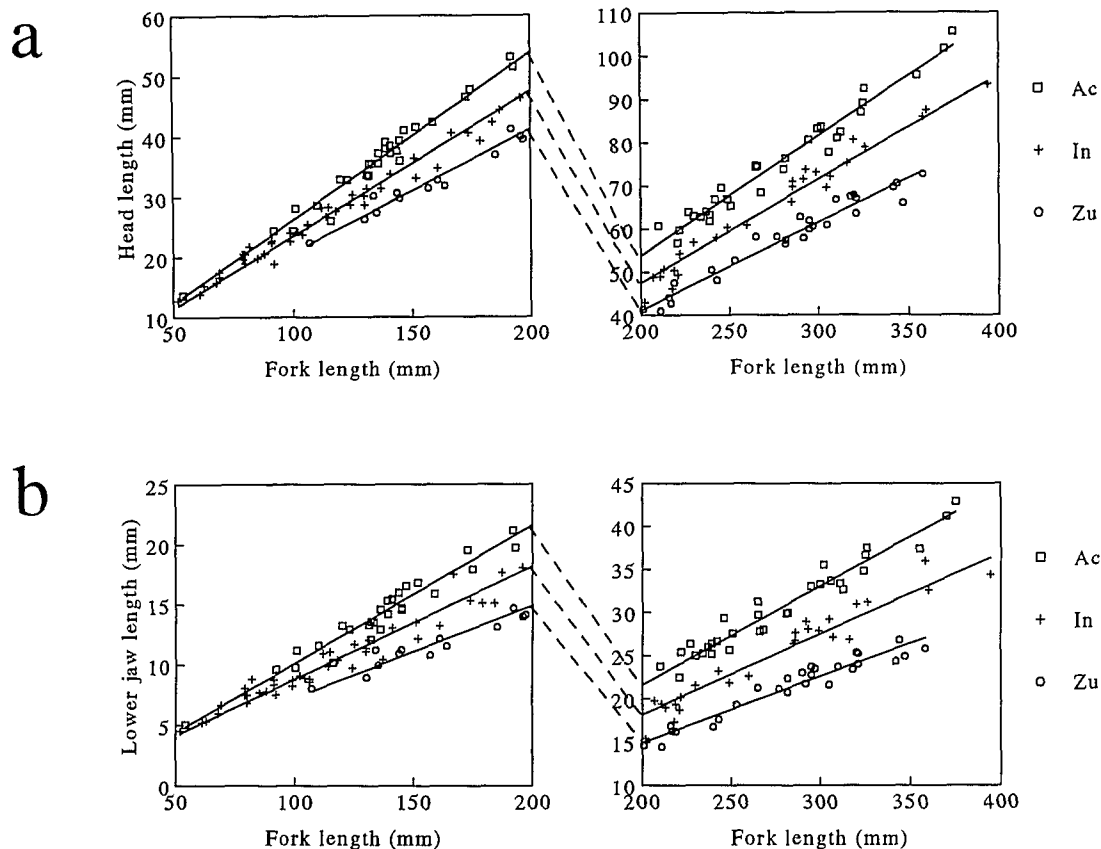 a
60
50
40
30
20
10
Head length (mm)
50 100 150 200
Fork length (mm)
110
100
90
80
70
60
50
40
200 250 300 350 400
Fork length (mm)
Ac
In
Zu
b
25
20
15
10
5
0
Lower jaw length (mm)
50 100 150 200
Fork length (mm)
45
40
35
30
25
20
15
10
200 250 300 350 400
Fork length (mm)
Ac
In
Zu